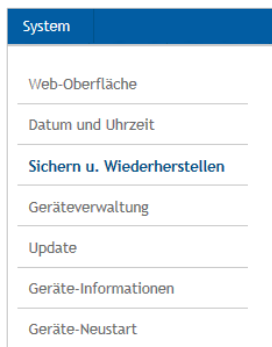 System
Web-Oberfläche
Datum und Uhrzeit
Sichern u. Wiederherstellen
Geräteverwaltung
Update
Geräte-Informationen
Geräte-Neustart